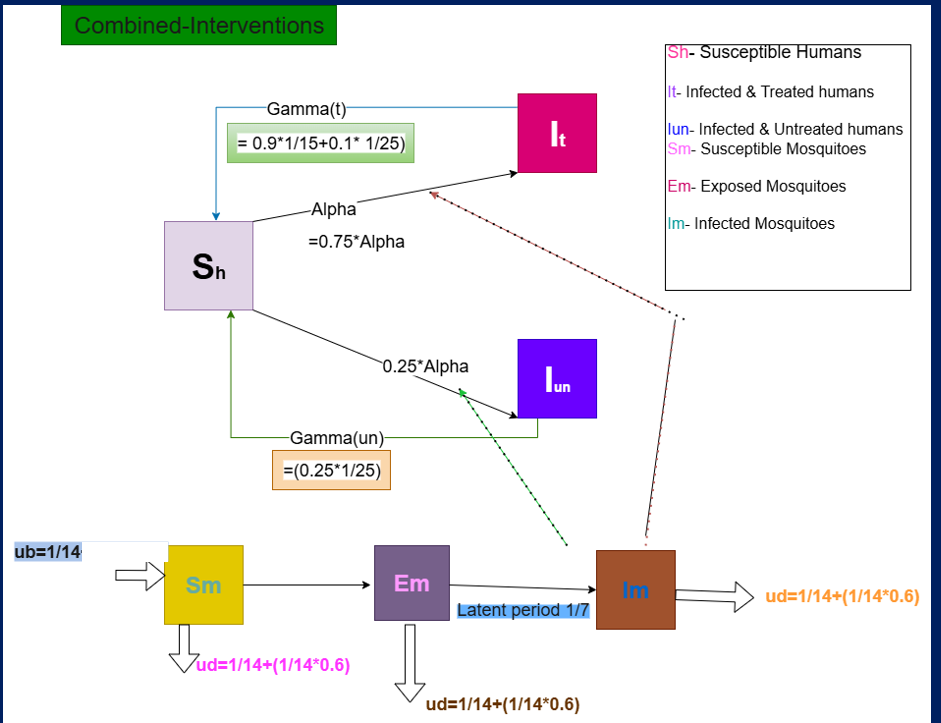 Combined-Interventions
Sh- Susceptible Humans
It- Infected & Treated humans
Iun- Infected & Untreated humans
Sm- Susceptible Mosquitoes
Em- Exposed Mosquitoes
Im- Infected Mosquitoes
Gamma(t)
= 0.9*1/15+0.1* 1/25)
It
Alpha
=0.75*Alpha
Sh
0.25*Alpha
Iun
Gamma(un)
=(0.25*1/25)
ub=1/14
Sm
Em
Latent period 1/7
Im
ud=1/14+(1/14*0.6)
ud=1/14+(1/14*0.6)
ud=1/14+(1/14*0.6)